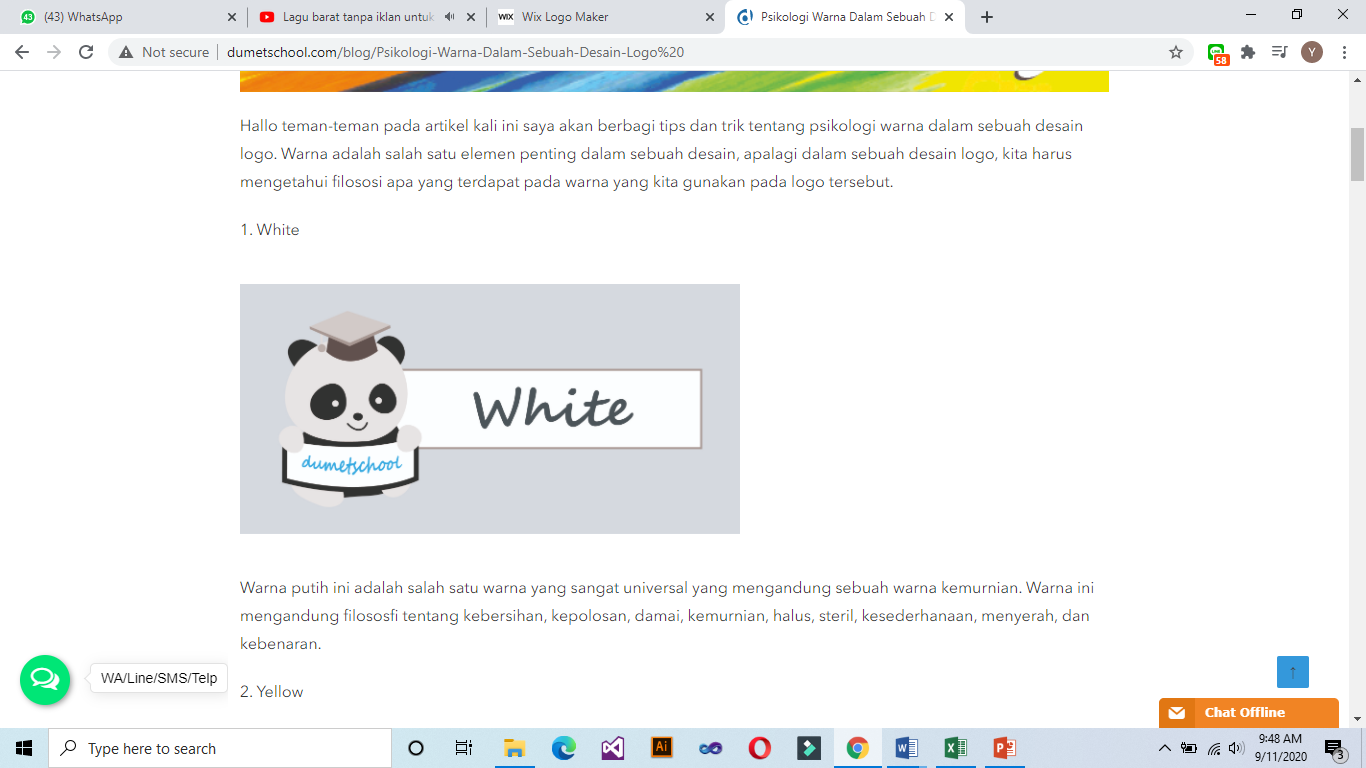 43
(43) WhatsApp
Lagu barat tanpa iklan untuk
WiX
Wix Logo Maker
Psikologi Warna Dalam Sebuah D
Not secure
dumetschool.com/blog/Psikologi-Warna-Dalam-Sebuah-Desain-Logo%20
58
Y
Hallo teman-teman pada artikel kali ini saya akan berbagi tips dan trik tentang psikologi warna dalam sebuah desain
logo. Warna adalah salah satu elemen penting dalam sebuah desain, apalagi dalam sebuah desain logo, kita harus
mengetahui filososi apa yang terdapat pada warna yang kita gunakan pada logo tersebut.
1. White
White
dumetschool
Warna putih ini adalah salah satu warna yang sangat universal yang mengandung sebuah warna kemurnian. Warna ini
mengandung filososfi tentang kebersihan, kepolosan, damai, kemurnian, halus, steril, kesederhanaan, menyerah, dan
kebenaran.
WA/Line/SMS/Telp
2. Yellow
Chat Offline
Type here to search
Ai
9:48 AM
9/11/2020
3